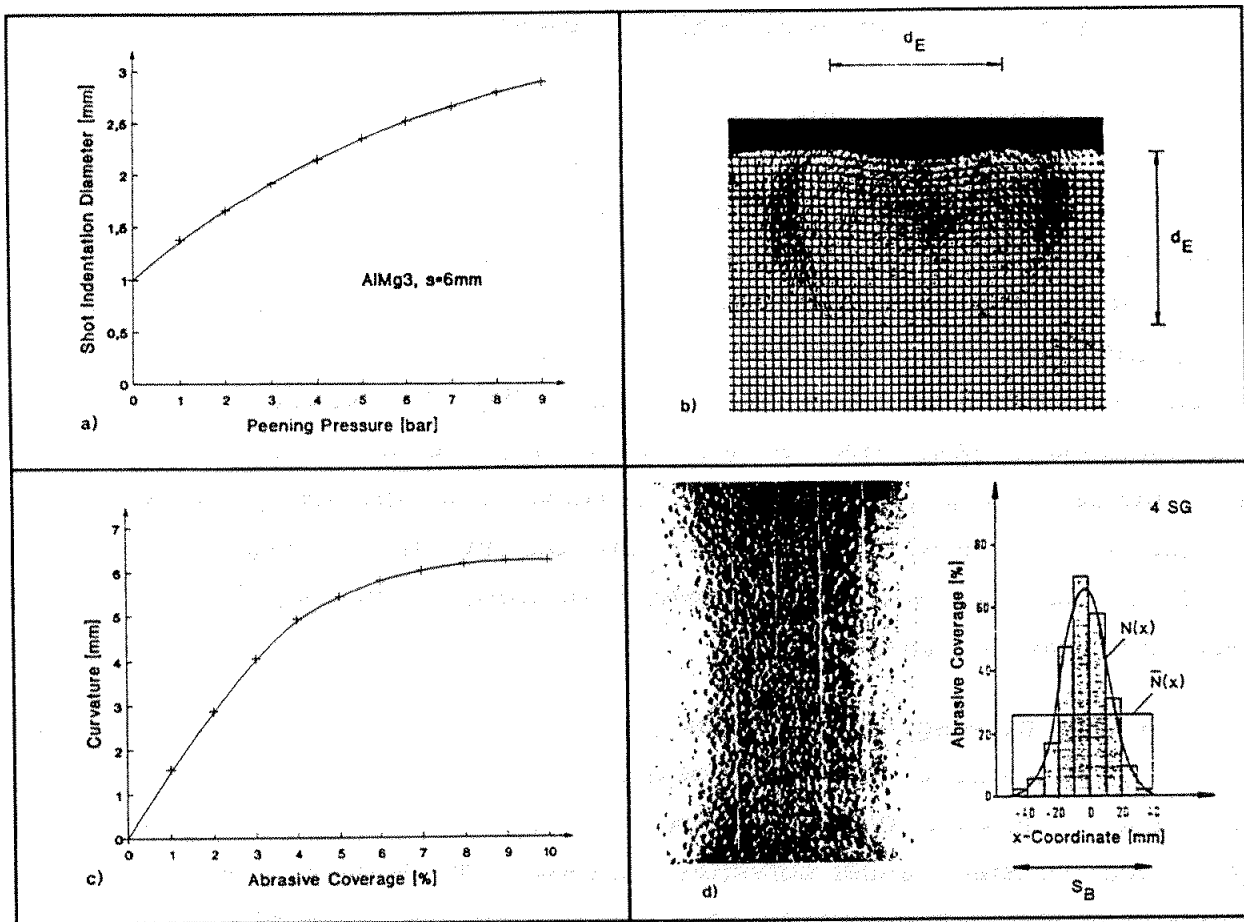 Shot Indentation Diameter [mm]
3
2,5
2
1,5
1
0,5
0
0 1 2 3 4 5 6 7 8 9
AlMg3, s=6mm
Peening Pressure [bar]
a)
d_E
d_E
b)
Curvature [mm]
7
6
5
4
3
2
1
0
0 1 2 3 4 5 6 7 8 9 10
Abrasive Coverage [%]
c)
4 SG
Abrasive Coverage [%]
80
60
40
20
0
N(x)
N̄(x)
-40 -20 0 20 40
x-Coordinate [mm]
S_B
d)